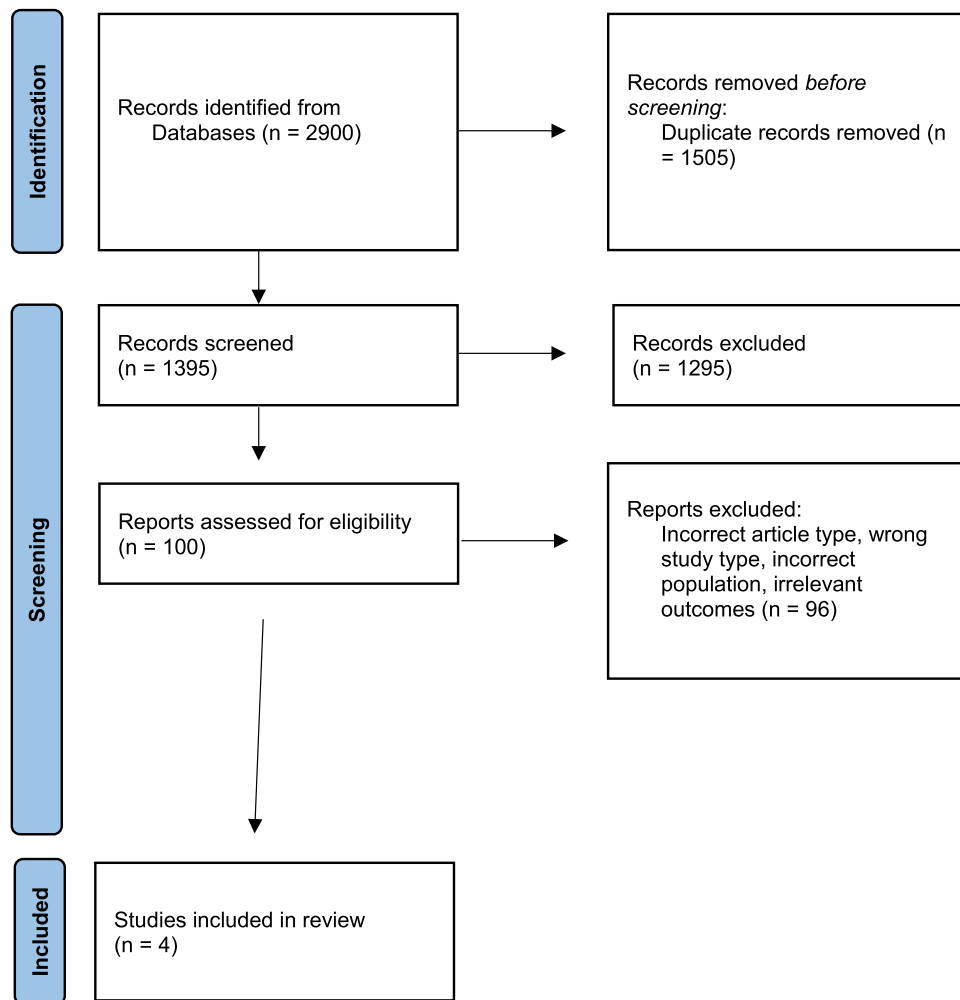 Identification
Records identified from
Databases (n = 2900)
Records removed before
screening:
Duplicate records removed (n
= 1505)
Screening
Records screened
(n = 1395)
Records excluded
(n = 1295)
Reports assessed for eligibility
(n = 100)
Reports excluded:
Incorrect article type, wrong
study type, incorrect
population, irrelevant
outcomes (n = 96)
Included
Studies included in review
(n = 4)